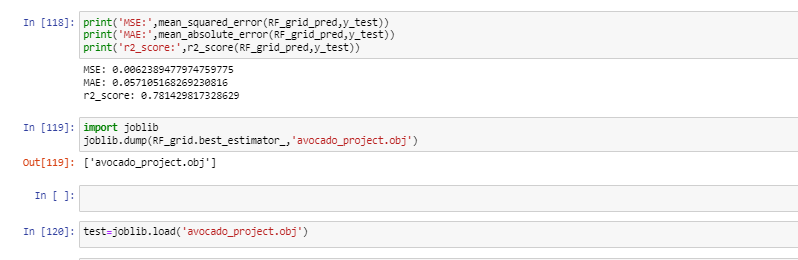 In [118]: print('MSE:',mean_squared_error(RF_grid_pred,y_test))
print('MAE:',mean_absolute_error(RF_grid_pred,y_test))
print('r2_score:',r2_score(RF_grid_pred,y_test))
MSE: 0.0062389477974759775
MAE: 0.057105168269230816
r2_score: 0.781429817328629
In [119]: import joblib
joblib.dump(RF_grid.best_estimator_,'avocado_project.obj')
Out[119]: ['avocado_project.obj']
In [ ]:
In [120]: test=joblib.load('avocado_project.obj')